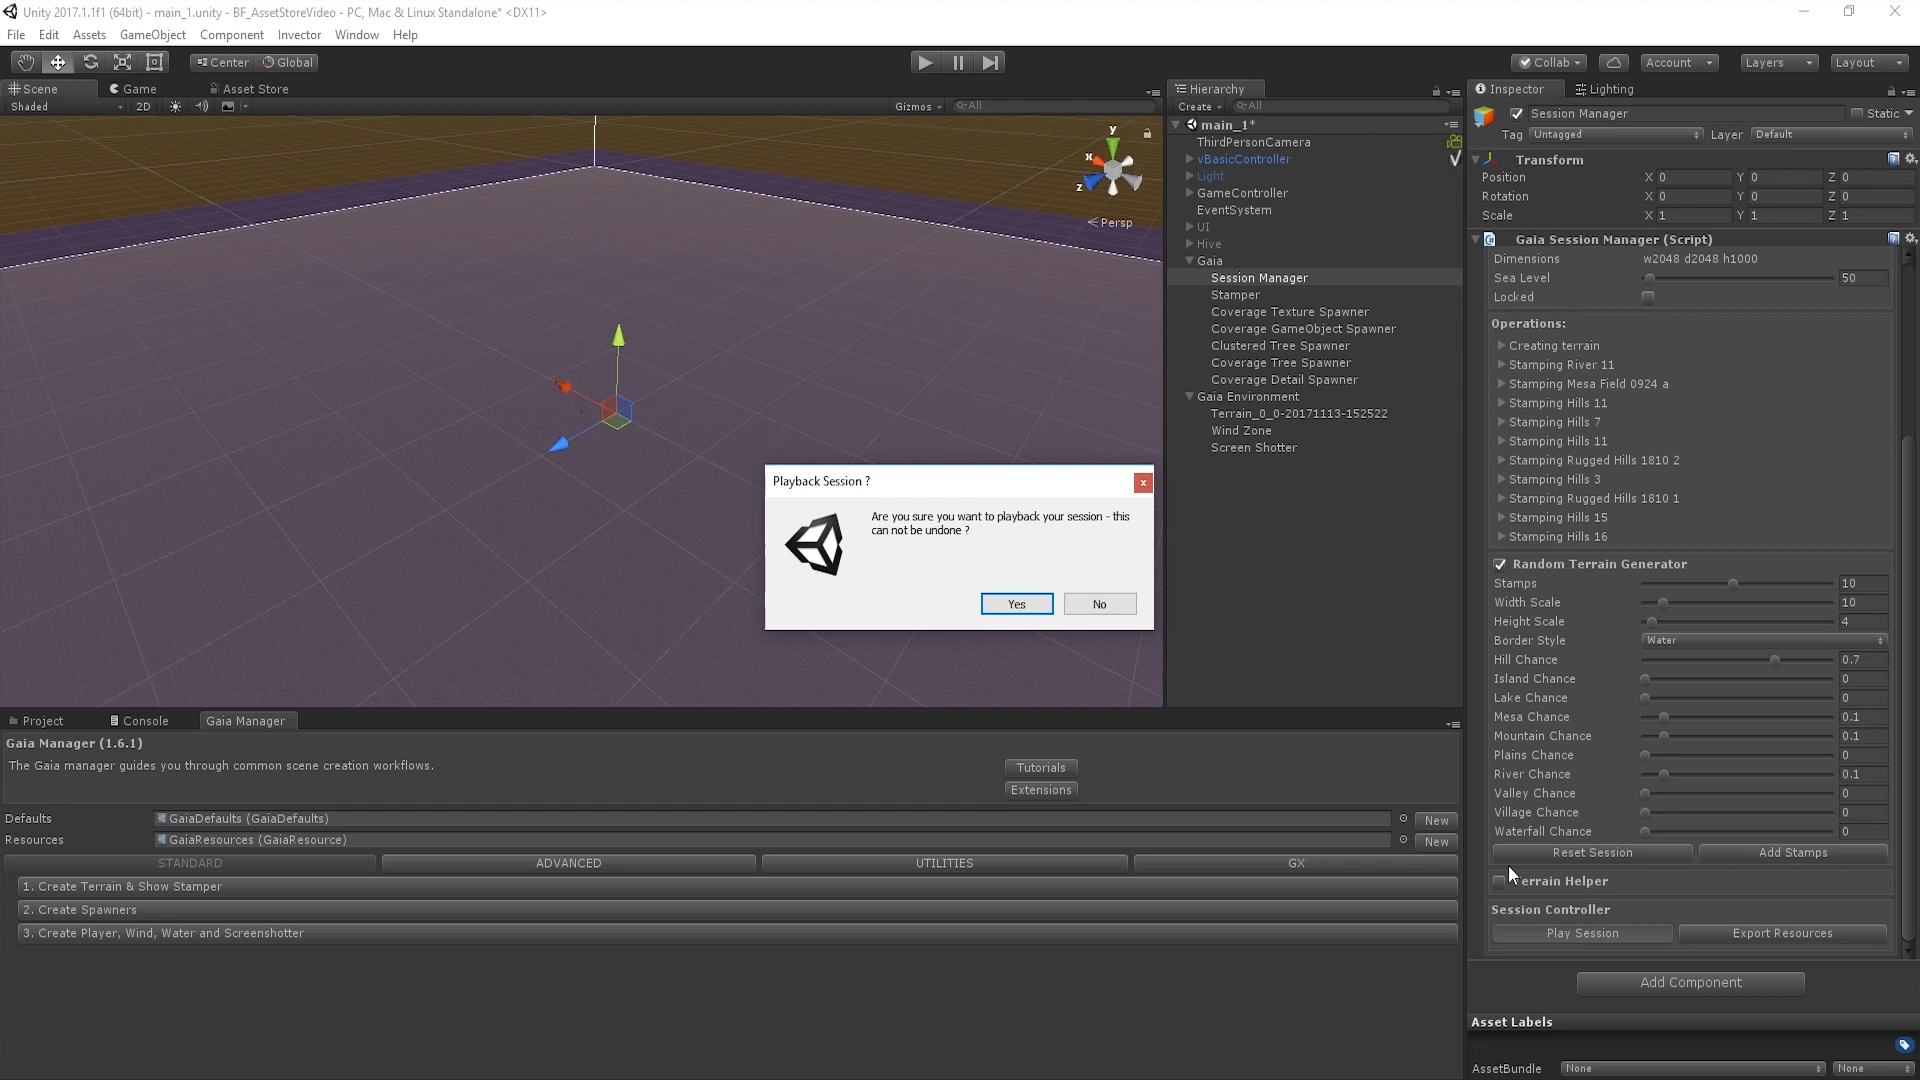 Unity 2017.1.1f1 (64bit) - main_1.unity - BF_AssetStoreVideo - PC, Mac & Linux Standalone* <DX11>
File Edit Assets GameObject Component Invector Window Help
Center Global
Collab Account Layers Layout
Scene Game Asset Store
Shaded 2D Gizmos All
y
x
z
Persp
Hierarchy
Create All
main_1*
ThirdPersonCamera
vBasicController
Light
GameController
EventSystem
UI
Hive
Gaia
Session Manager
Stamper
Coverage Texture Spawner
Coverage GameObject Spawner
Clustered Tree Spawner
Coverage Tree Spawner
Coverage Detail Spawner
Gaia Environment
Terrain_0_0-20171113-152522
Wind Zone
Screen Shotter
Playback Session ?
x
Are you sure you want to playback your session - this
can not be undone ?
Yes No
Project Console Gaia Manager
Gaia Manager (1.6.1)
The Gaia manager guides you through common scene creation workflows.
Tutorials
Extensions
Defaults GaiaDefaults (GaiaDefaults) New
Resources GaiaResources (GaiaResource) New
STANDARD ADVANCED UTILITIES GX
1. Create Terrain & Show Stamper
2. Create Spawners
3. Create Player, Wind, Water and Screenshotter
Inspector Lighting
Session Manager Static
Tag Untagged Layer Default
Transform
Position X 0 Y 0 Z 0
Rotation X 0 Y 0 Z 0
Scale X 1 Y 1 Z 1
Gaia Session Manager (Script)
Dimensions w2048 d2048 h1000
Sea Level 50
Locked
Operations:
Creating terrain
Stamping River 11
Stamping Mesa Field 0924 a
Stamping Hills 11
Stamping Hills 7
Stamping Hills 11
Stamping Rugged Hills 1810 2
Stamping Hills 3
Stamping Rugged Hills 1810 1
Stamping Hills 15
Stamping Hills 16
Random Terrain Generator
Stamps 10
Width Scale 10
Height Scale 4
Border Style Water
Hill Chance 0.7
Island Chance 0
Lake Chance 0
Mesa Chance 0.1
Mountain Chance 0.1
Plains Chance 0
River Chance 0.1
Valley Chance 0
Village Chance 0
Waterfall Chance 0
Reset Session Add Stamps
Terrain Helper
Session Controller
Play Session Export Resources
Add Component
Asset Labels
AssetBundle None None